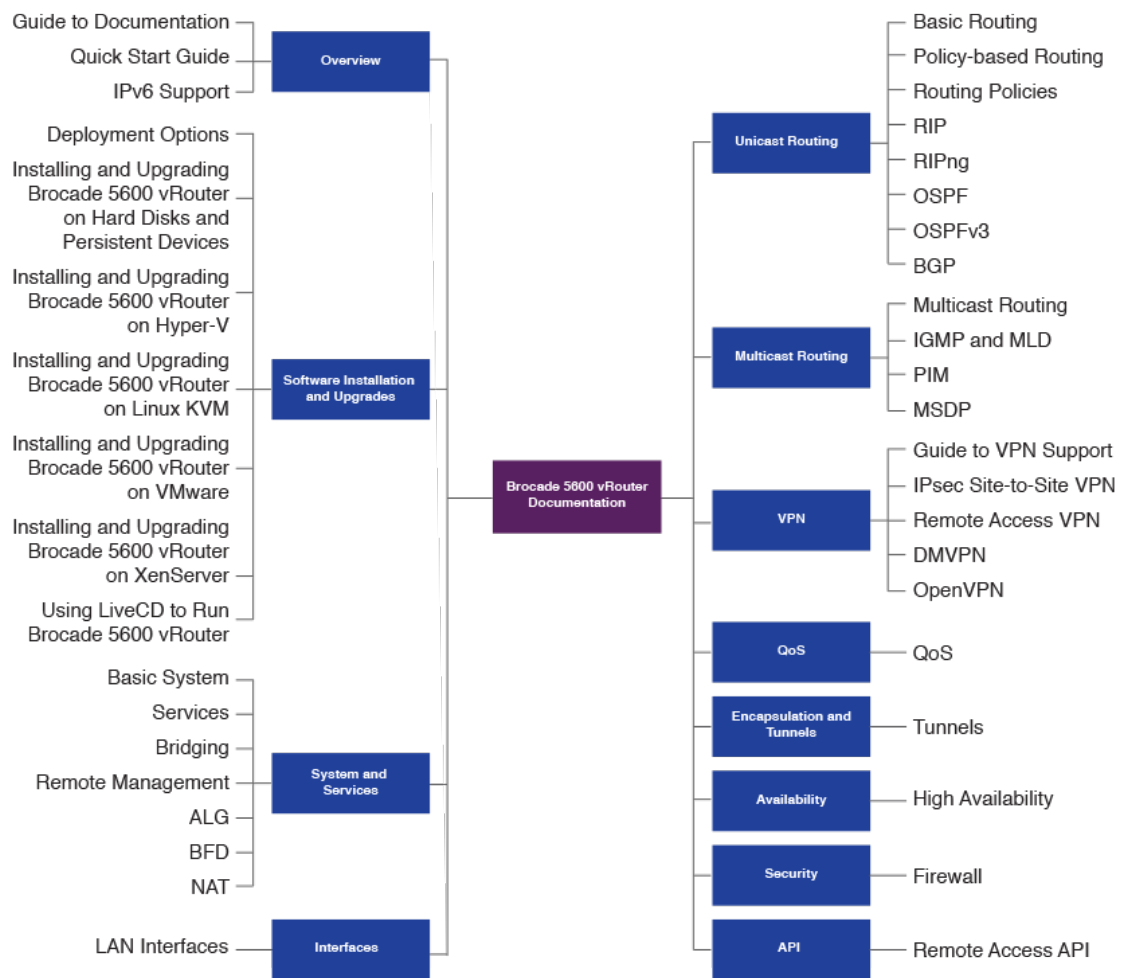 Guide to Documentation
Quick Start Guide
IPv6 Support
Overview
Deployment Options
Installing and Upgrading
Brocade 5600 vRouter
on Hard Disks and
Persistent Devices
Installing and Upgrading
Brocade 5600 vRouter
on Hyper-V
Installing and Upgrading
Brocade 5600 vRouter
on Linux KVM
Installing and Upgrading
Brocade 5600 vRouter
on VMware
Installing and Upgrading
Brocade 5600 vRouter
on XenServer
Using LiveCD to Run
Brocade 5600 vRouter
Software Installation
and Upgrades
Basic System
Services
Bridging
Remote Management
ALG
BFD
NAT
System and
Services
LAN Interfaces
Interfaces
Brocade 5600 vRouter
Documentation
Unicast Routing
Basic Routing
Policy-based Routing
Routing Policies
RIP
RIPng
OSPF
OSPFv3
BGP
Multicast Routing
Multicast Routing
IGMP and MLD
PIM
MSDP
VPN
Guide to VPN Support
IPsec Site-to-Site VPN
Remote Access VPN
DMVPN
OpenVPN
QoS
QoS
Encapsulation and
Tunnels
Tunnels
Availability
High Availability
Security
Firewall
API
Remote Access API